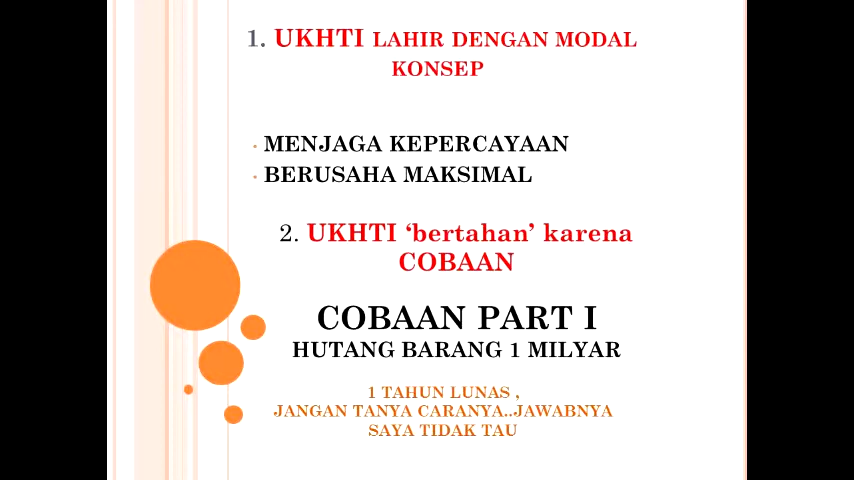 1. UKHTI LAHIR DENGAN MODAL
KONSEP
• MENJAGA KEPERCAYAAN
• BERUSAHA MAKSIMAL
2. UKHTI ‘bertahan’ karena
COBAAN
COBAAN PART I
HUTANG BARANG 1 MILYAR
1 TAHUN LUNAS ,
JANGAN TANYA CARANYA..JAWABNYA
SAYA TIDAK TAU